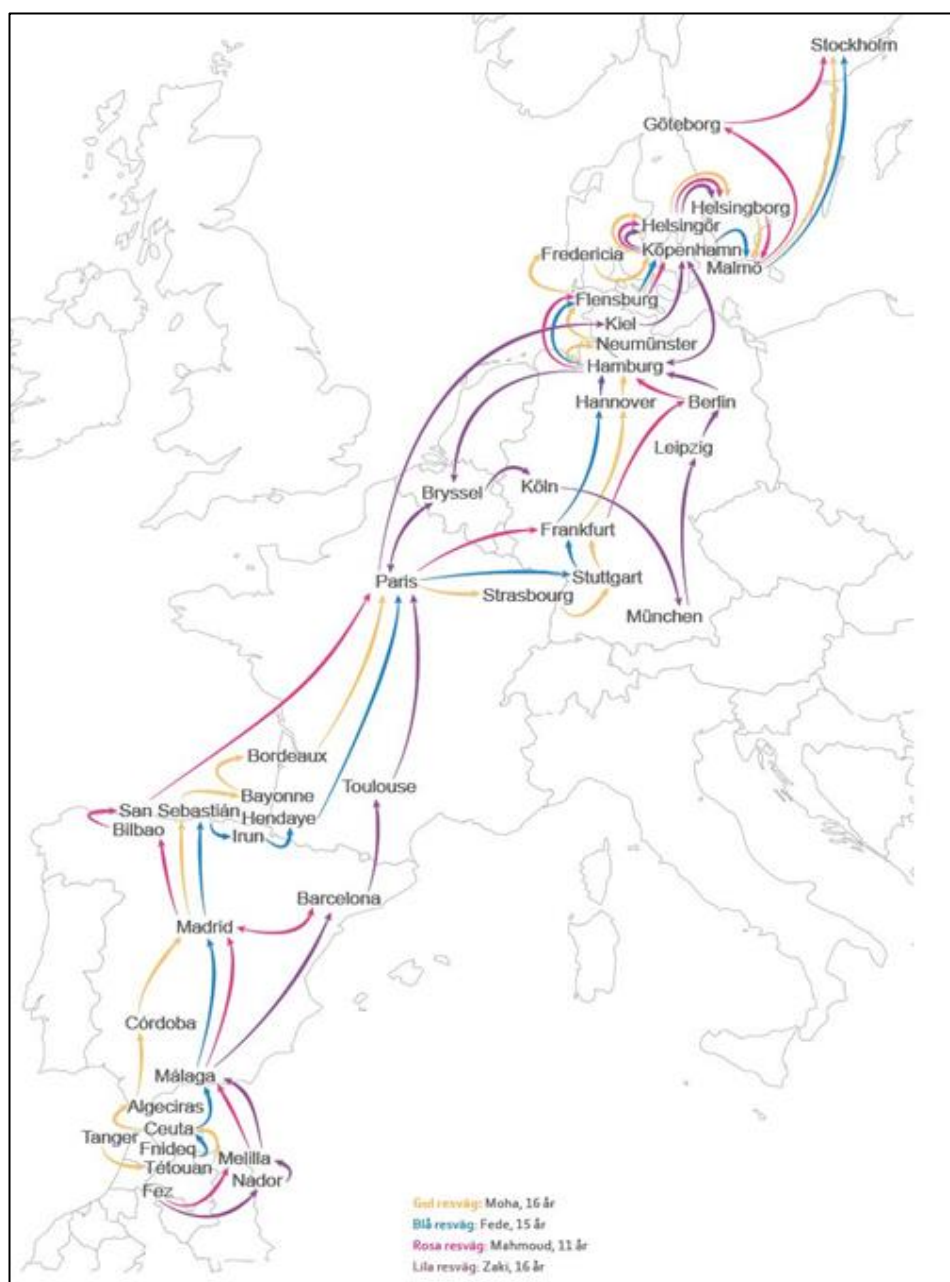 Stockholm
Göteborg
Helsingborg
Helsingör
Fredericia
Köpenhamn
Malmö
Flensburg
Kiel
Neumünster
Hamburg
Hannover
Berlin
Leipzig
Bryssel
Köln
Frankfurt
Paris
Stuttgart
Strasbourg
München
Bordeaux
Toulouse
Bayonne
San Sebastián
Hendaye
Bilbao
Irun
Barcelona
Madrid
Córdoba
Málaga
Algeciras
Ceuta
Tanger
Fnideq
Melilla
Tétouan
Nador
Fez
Gul resväg: Moha, 16 år
Blå resväg: Fede, 15 år
Rosa resväg: Mahmoud, 11 år
Lila resväg: Zaki, 16 år